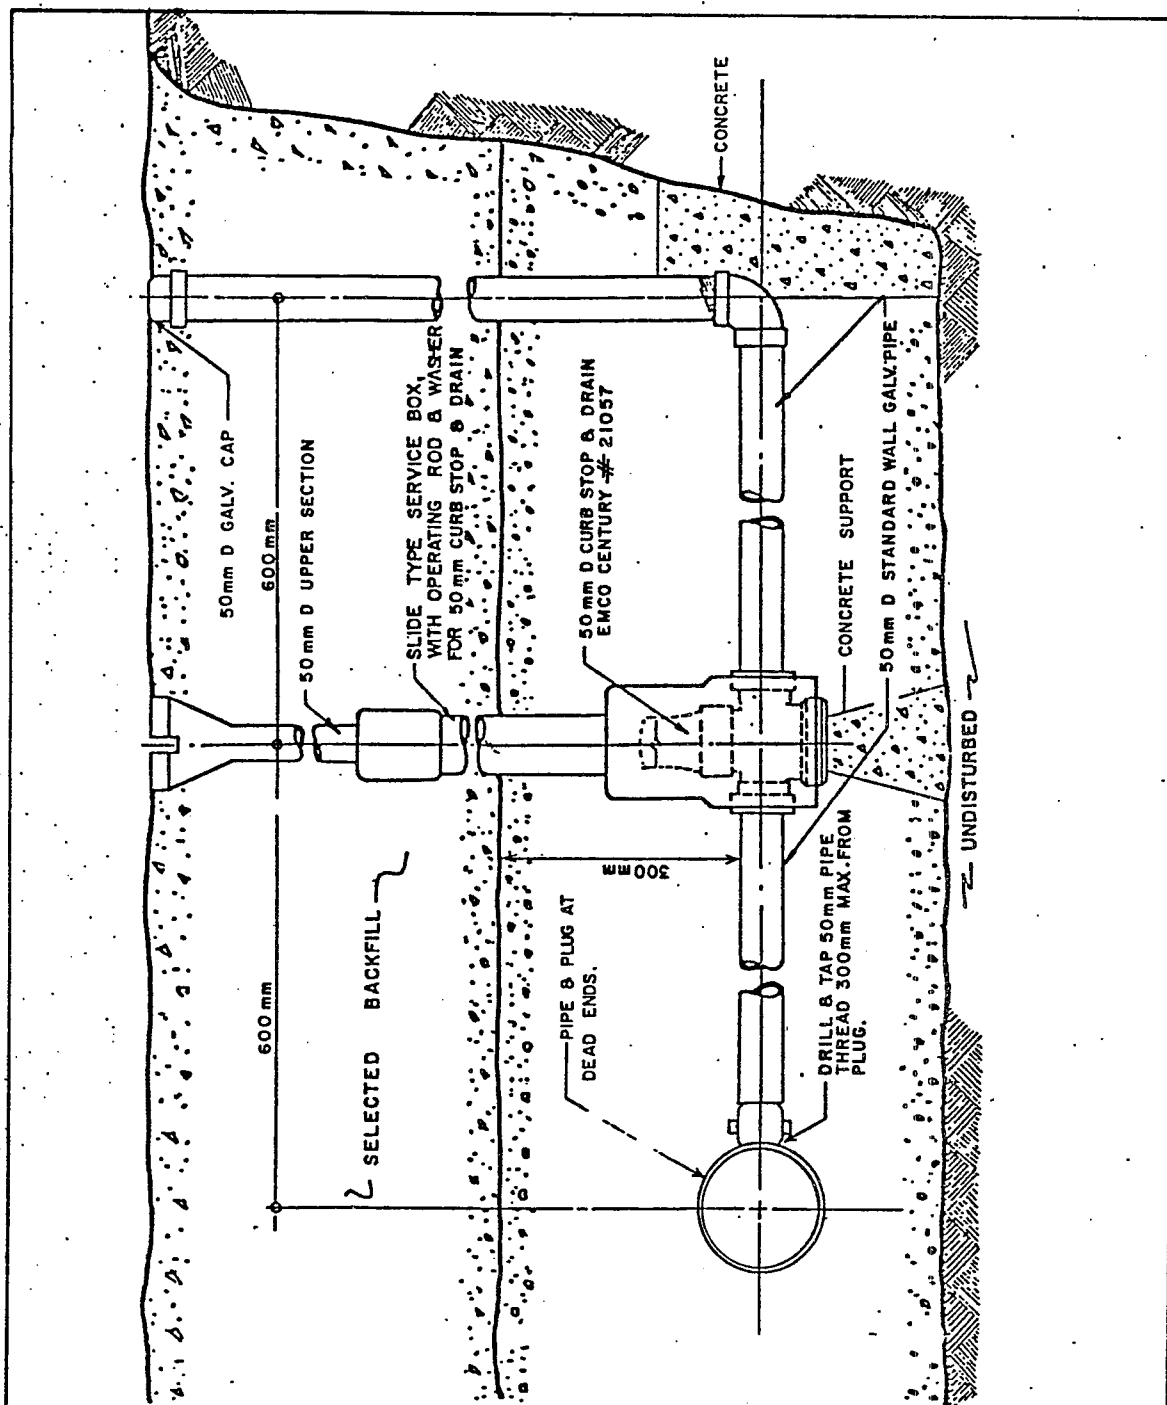 CONCRETE
50mm D GALV. CAP
600mm
50mm D UPPER SECTION
SLIDE TYPE SERVICE BOX,
WITH OPERATING ROD & WASHER
FOR 50mm CURB STOP & DRAIN
50mm D CURB STOP & DRAIN
EMCO CENTURY # 21057
CONCRETE SUPPORT
50mm D STANDARD WALL GALV. PIPE
UNDISTURBED
600mm
SELECTED BACKFILL
300mm
PIPE & PLUG AT
DEAD ENDS.
DRILL & TAP 50mm PIPE
THREAD 300mm MAX. FROM
PLUG.